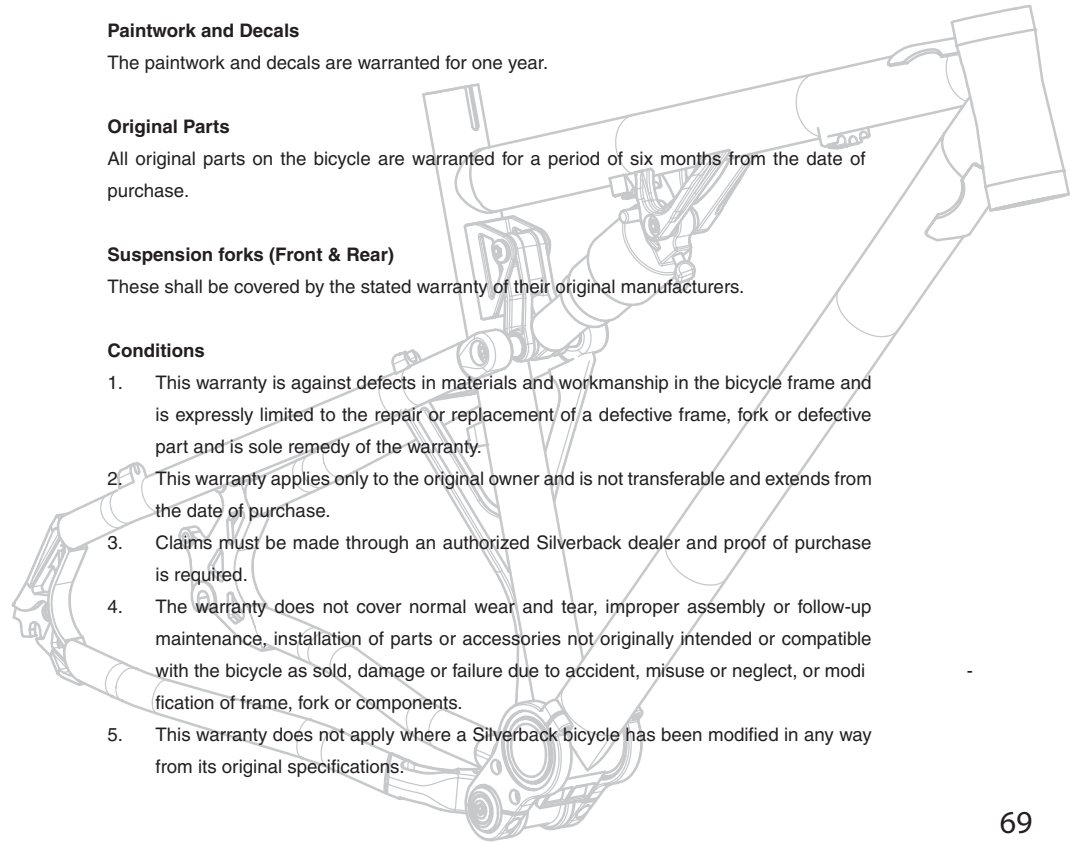 Paintwork and Decals
The paintwork and decals are warranted for one year.
Original Parts
All original parts on the bicycle are warranted for a period of six months from the date of
purchase.
Suspension forks (Front & Rear)
These shall be covered by the stated warranty of their original manufacturers.
Conditions
1. This warranty is against defects in materials and workmanship in the bicycle frame and
is expressly limited to the repair or replacement of a defective frame, fork or defective
part and is sole remedy of the warranty.
2. This warranty applies only to the original owner and is not transferable and extends from
the date of purchase.
3. Claims must be made through an authorized Silverback dealer and proof of purchase
is required.
4. The warranty does not cover normal wear and tear, improper assembly or follow-up
maintenance, installation of parts or accessories not originally intended or compatible
with the bicycle as sold, damage or failure due to accident, misuse or neglect, or modi -
fication of frame, fork or components.
5. This warranty does not apply where a Silverback bicycle has been modified in any way
from its original specifications.
69